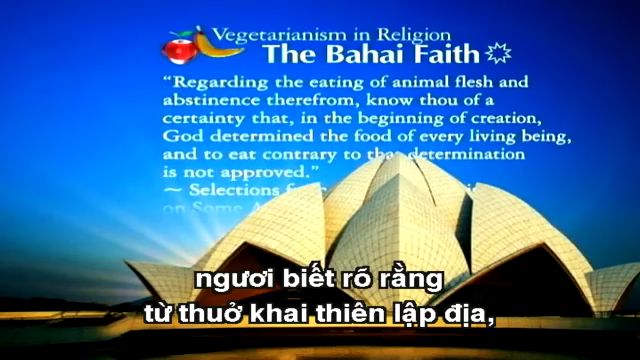 Vegetarianism in Religion
The Bahai Faith
“Regarding the eating of animal flesh and
abstinence therefrom, know thou of a
certainty that, in the beginning of creation,
God determined the food of every living being,
and to eat contrary to that determination
is not approved.”
~ Selections
on Some
ngươi biết rõ rằng
từ thuở khai thiên lập địa,